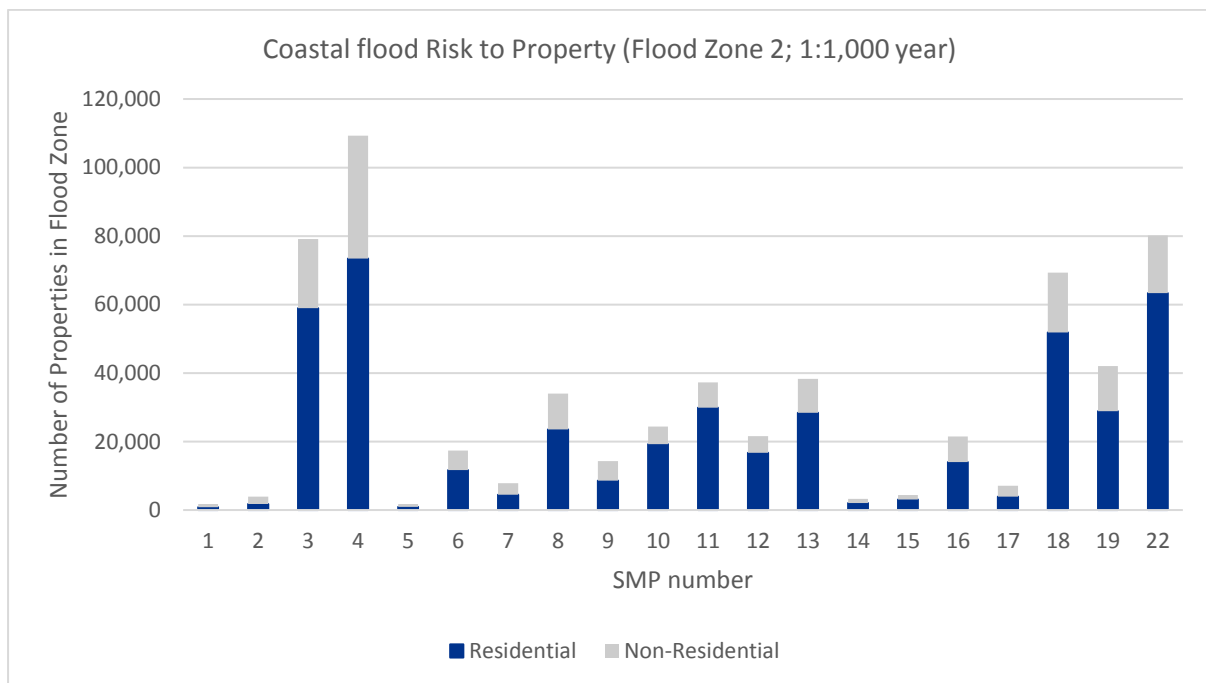 Coastal flood Risk to Property (Flood Zone 2; 1:1,000 year)
Number of Properties in Flood Zone
120,000
100,000
80,000
60,000
40,000
20,000
0
1 2 3 4 5 6 7 8 9 10 11 12 13 14 15 16 17 18 19 22
SMP number
Residential Non-Residential